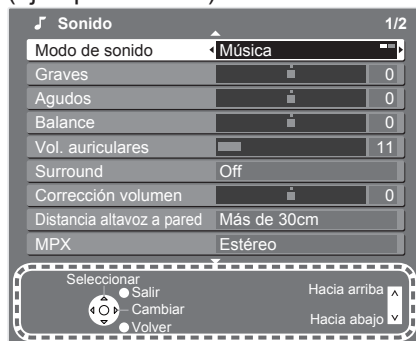 Sonido 1/2
Modo de sonido Música
Graves 0
Agudos 0
Balance 0
Vol. auriculares 11
Surround Off
Corrección volumen 0
Distancia altavoz a pared Más de 30cm
MPX Estéreo
Seleccionar
Salir
Cambiar
Volver
Hacia arriba
Hacia abajo